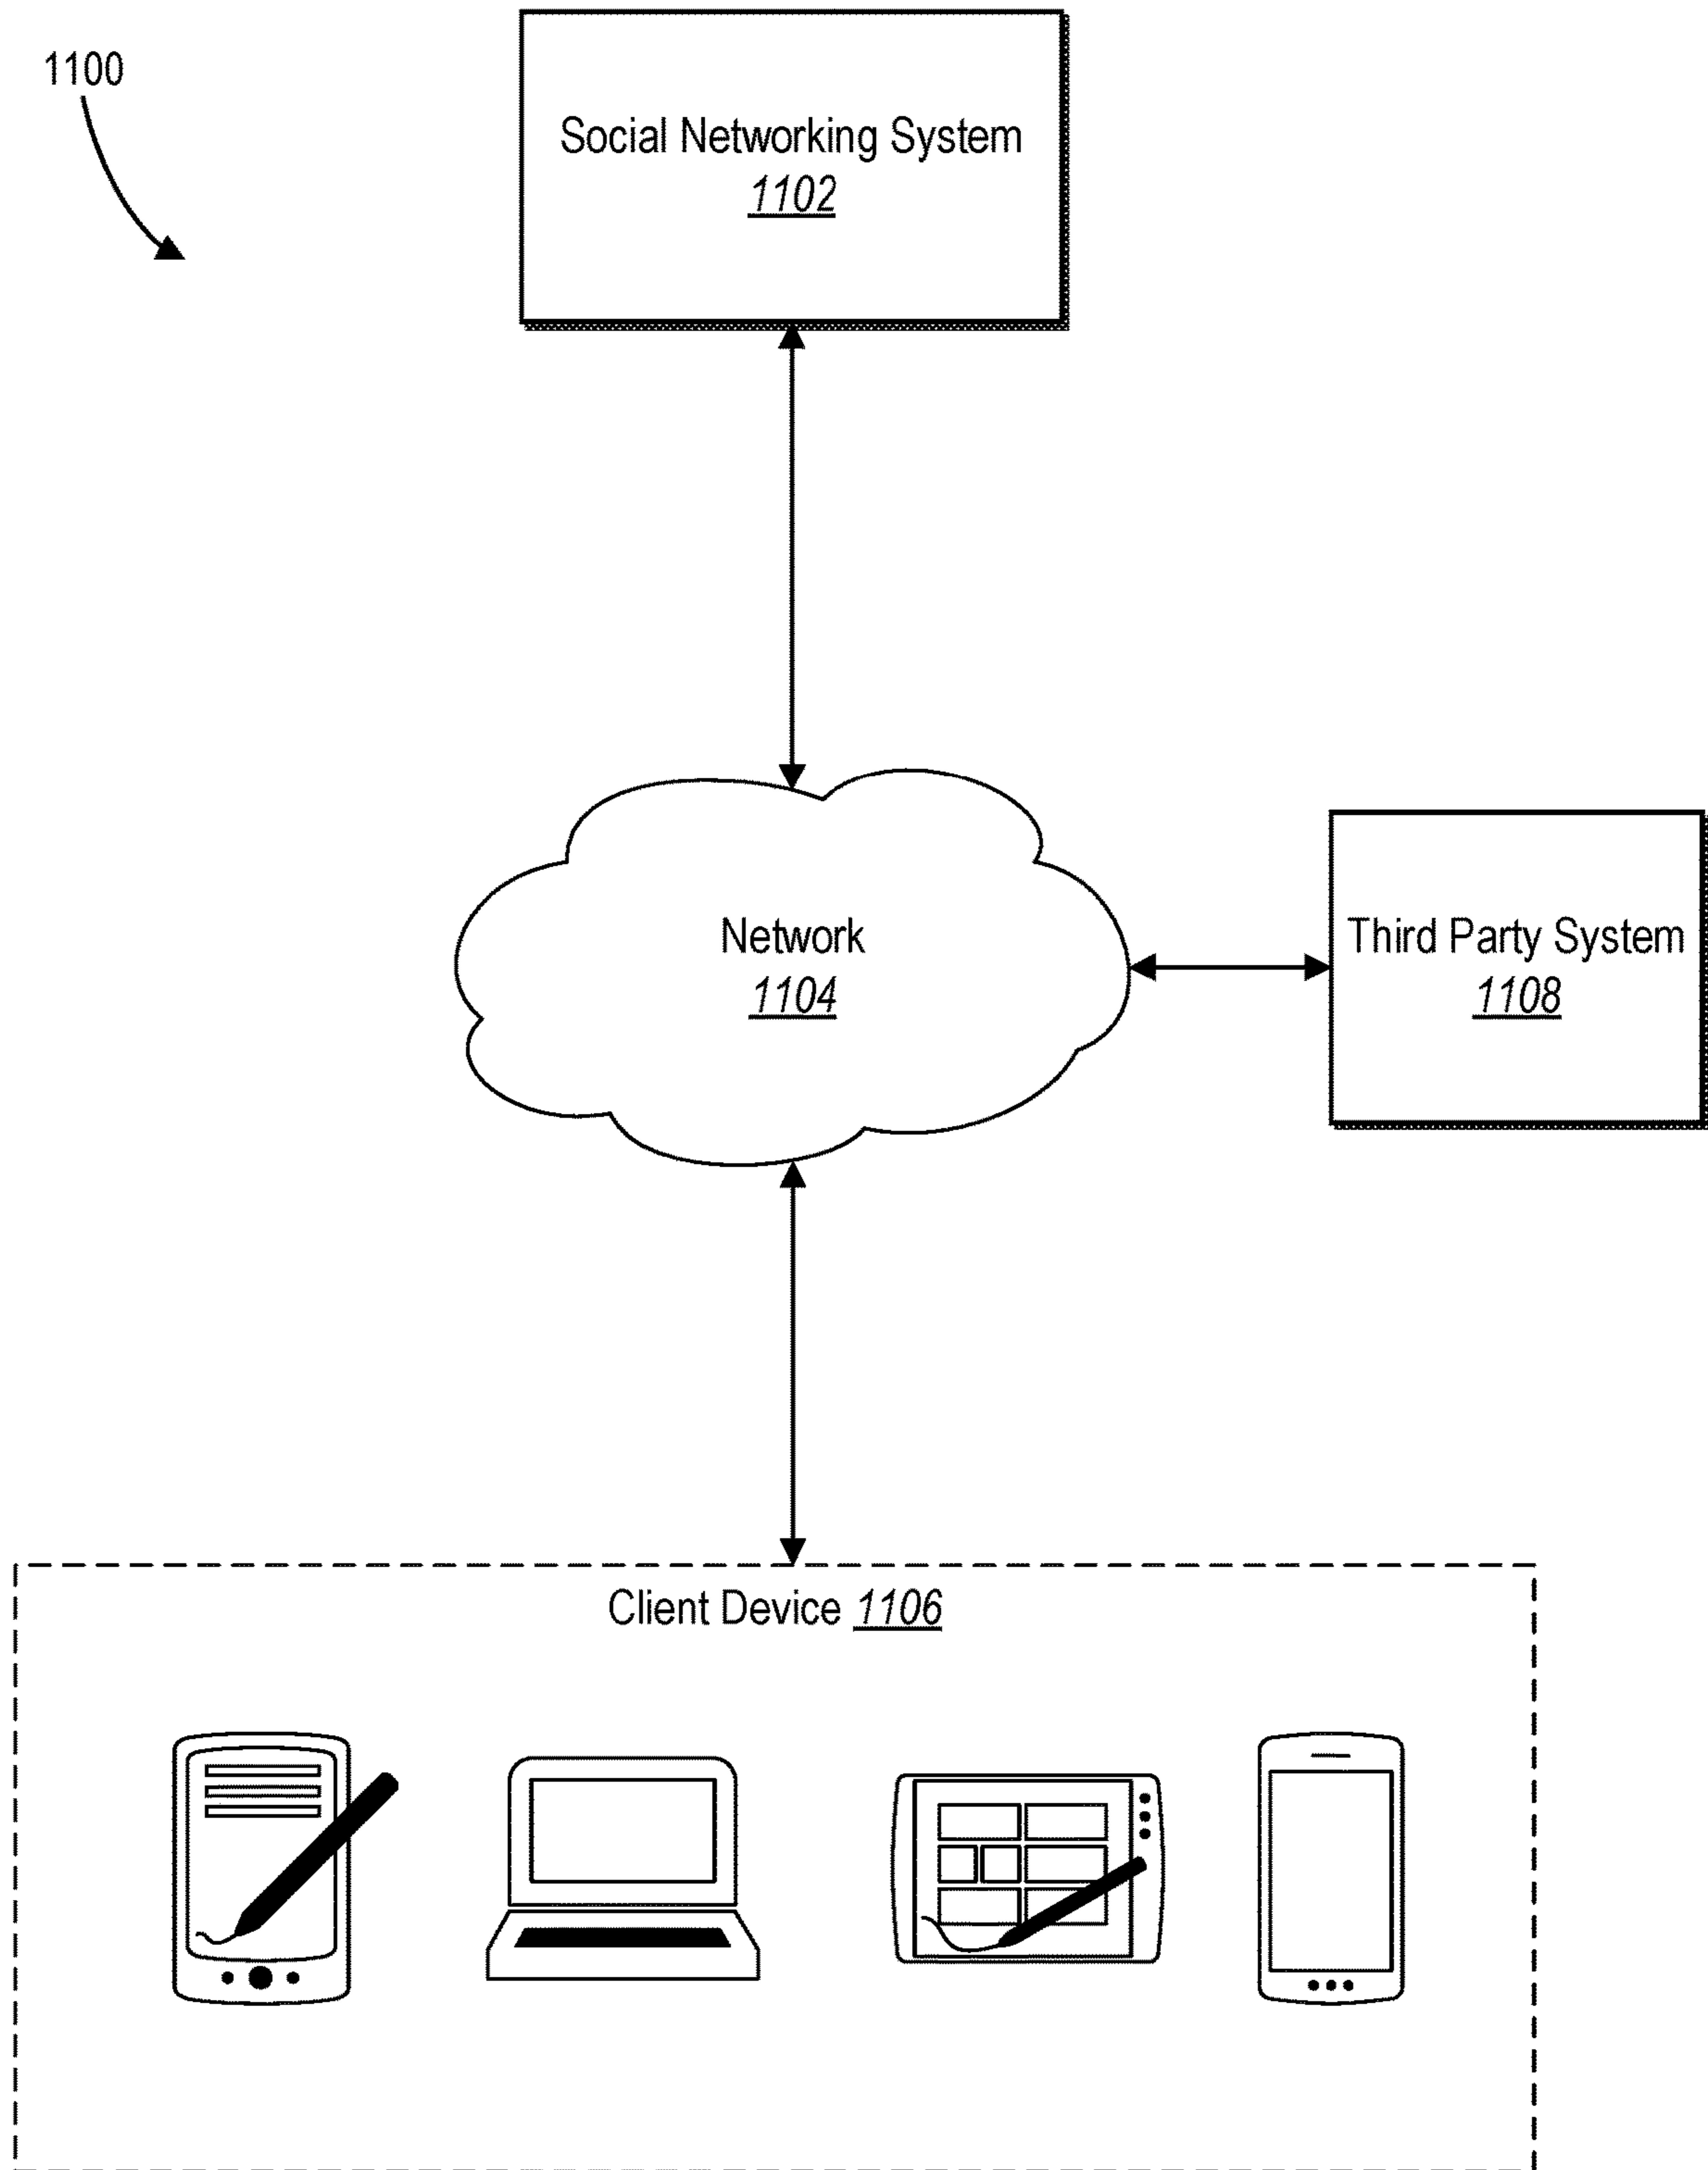 1100
Social Networking System
1102
Network
1104
Third Party System
1108
Client Device 1106